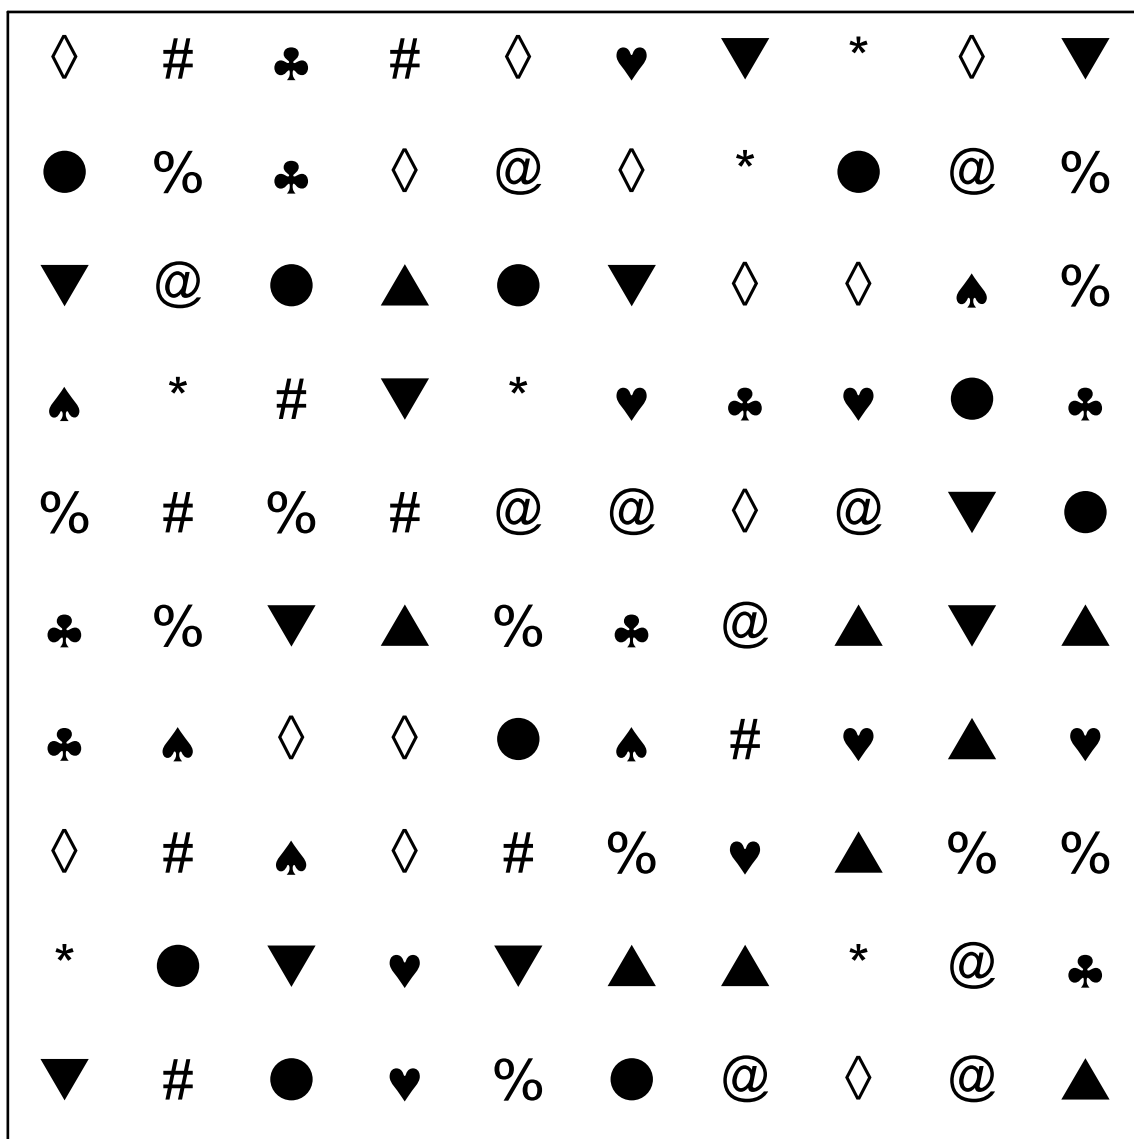 ◊ # ♣ # ◊ ♥ ▼ * ◊ ▼
● % ♣ ◊ @ ◊ * ● @ %
▼ @ ● ▲ ● ▼ ◊ ◊ ♠ %
♠ * # ▼ * ♥ ♣ ♥ ● ♣
% # % # @ @ ◊ @ ▼ ●
♣ % ▼ ▲ % ♣ @ ▲ ▼ ▲
♣ ♠ ◊ ◊ ● ♠ # ♥ ▲ ♥
◊ # ♠ ◊ # % ♥ ▲ % %
* ● ▼ ♥ ▼ ▲ ▲ * @ ♣
▼ # ● ♥ % ● @ ◊ @ ▲